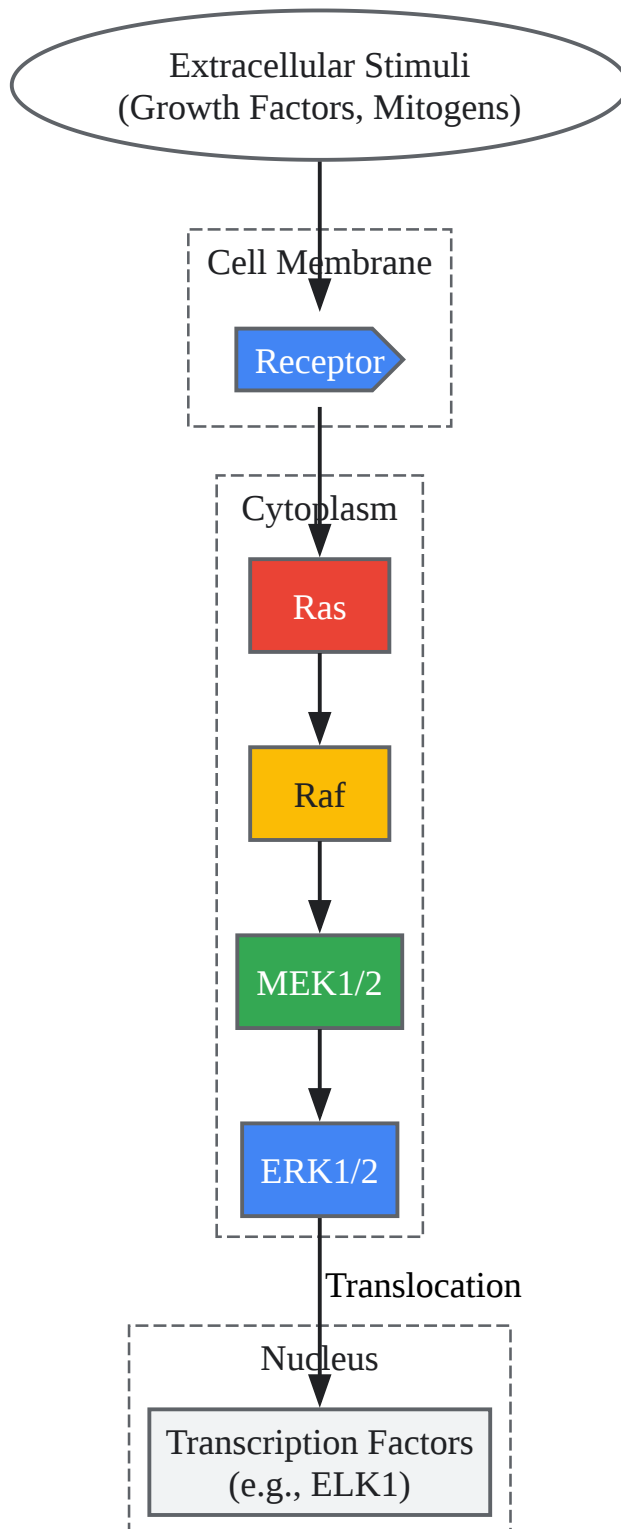 Extracellular Stimuli
(Growth Factors, Mitogens)
Cell Membrane
Receptor
Cytoplasm
Ras
Raf
MEK1/2
ERK1/2
Translocation
Nucleus
Transcription Factors
(e.g., ELK1)